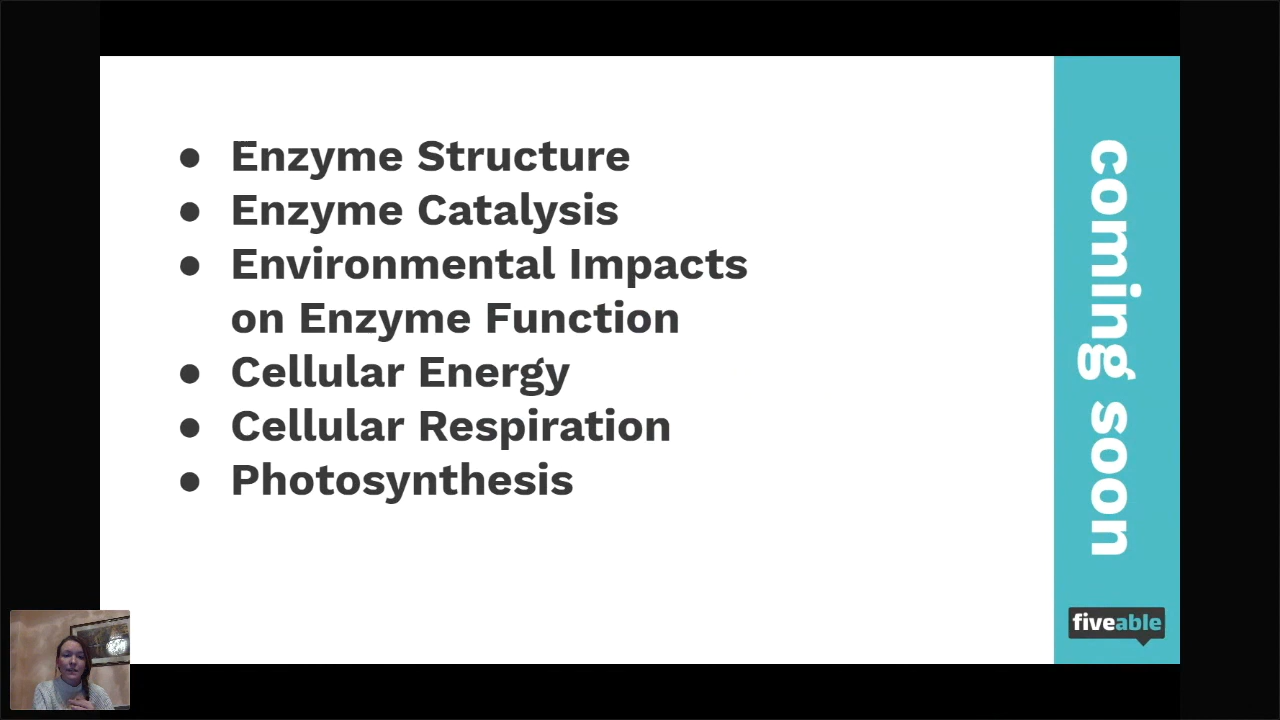 ● Enzyme Structure
● Enzyme Catalysis
● Environmental Impacts
on Enzyme Function
● Cellular Energy
● Cellular Respiration
● Photosynthesis
coming soon
fiveable